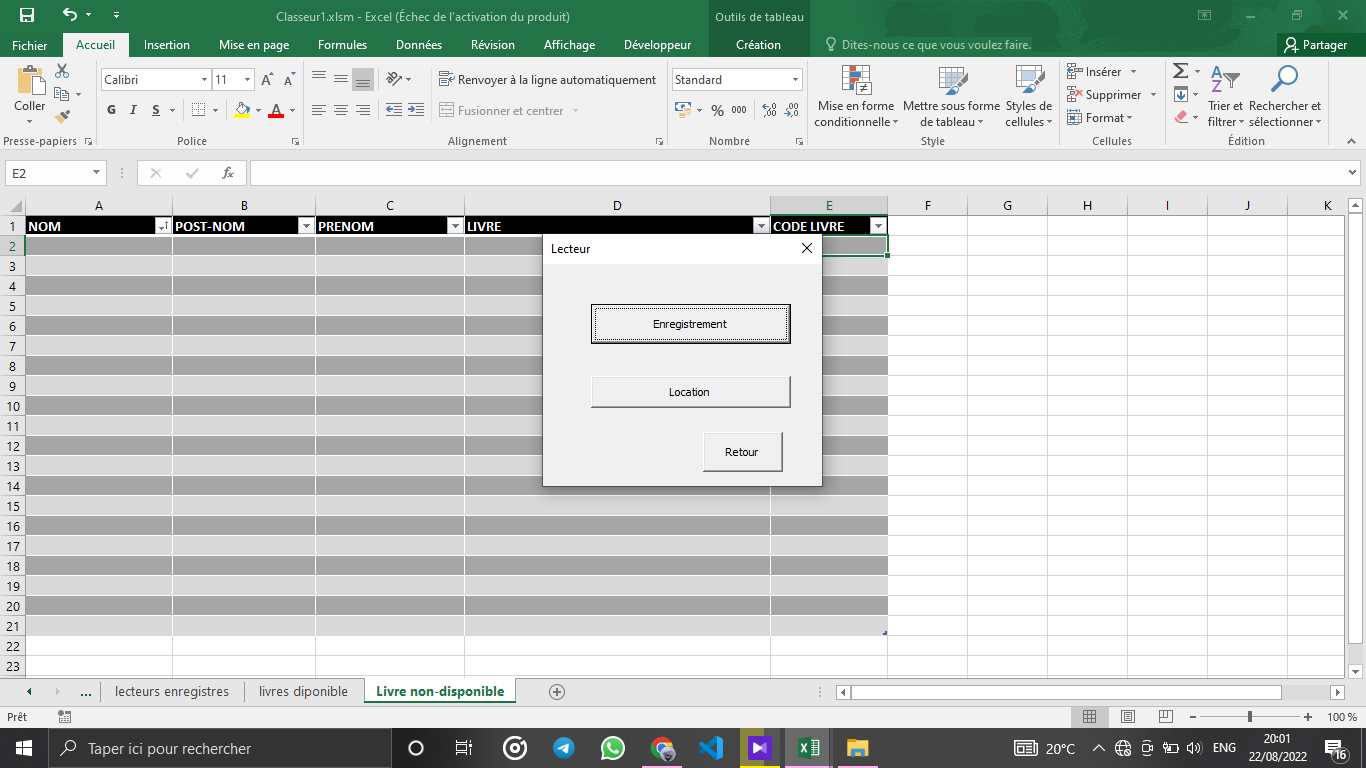 Classeur1.xlsm - Excel (Échec de l'activation du produit)
Outils de tableau
Fichier Accueil Insertion Mise en page Formules Données Révision Affichage Développeur Création Dites-nous ce que vous voulez faire. Partager
Calibri 11 Renvoyer à la ligne automatiquement Standard Insérer
Coller Mise en forme conditionnelle Mettre sous forme de tableau Styles de cellules Supprimer Trier et filtrer Rechercher et sélectionner
G I S Fusionner et centrer % 000 Format
Presse-papiers Police Alignement Nombre Style Cellules Édition
E2 fx
A B C D E F G H I J K
1 NOM POST-NOM PRENOM LIVRE CODE LIVRE
2
3
4
5
6
7
8
9
10
11
12
13
14
15
16
17
18
19
20
21
22
23
Lecteur
Enregistrement
Location
Retour
... lecteurs enregistres livres diponible Livre non-disponible
Prêt 100 %
Taper ici pour rechercher 20°C ENG 20:01
22/08/2022 16